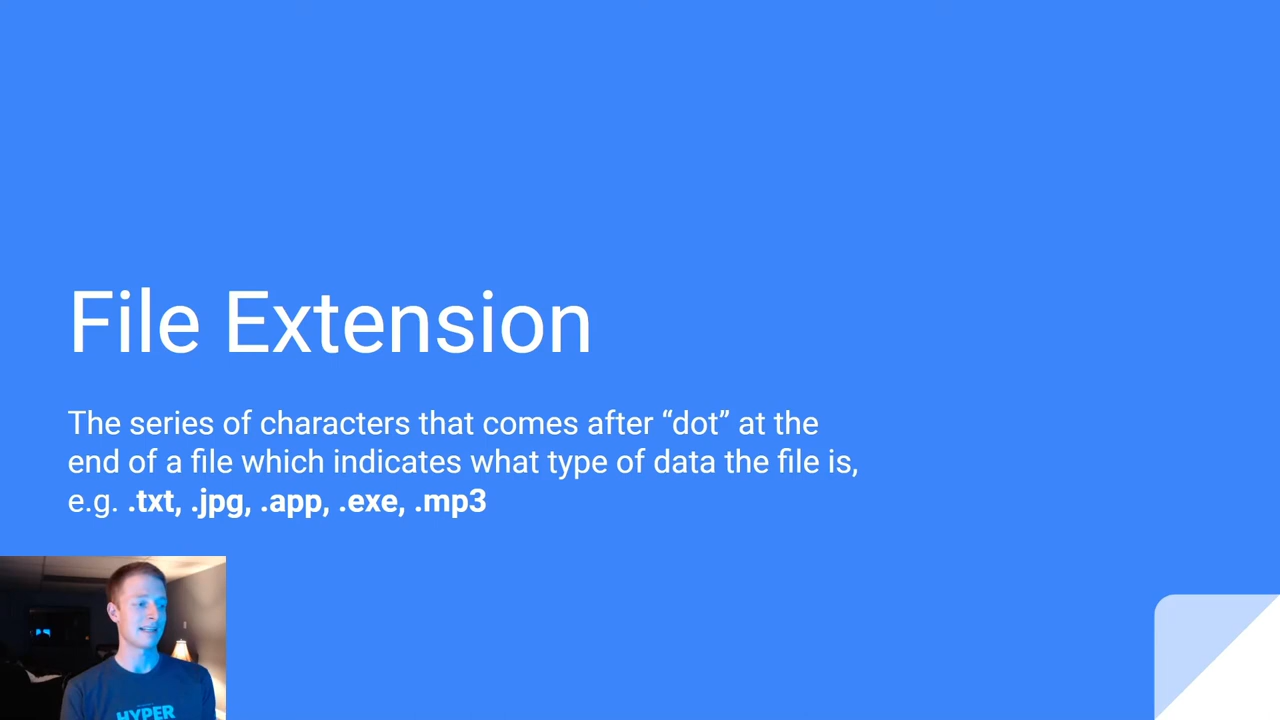 File Extension
The series of characters that comes after “dot” at the
end of a file which indicates what type of data the file is,
e.g. .txt, .jpg, .app, .exe, .mp3
HYPER